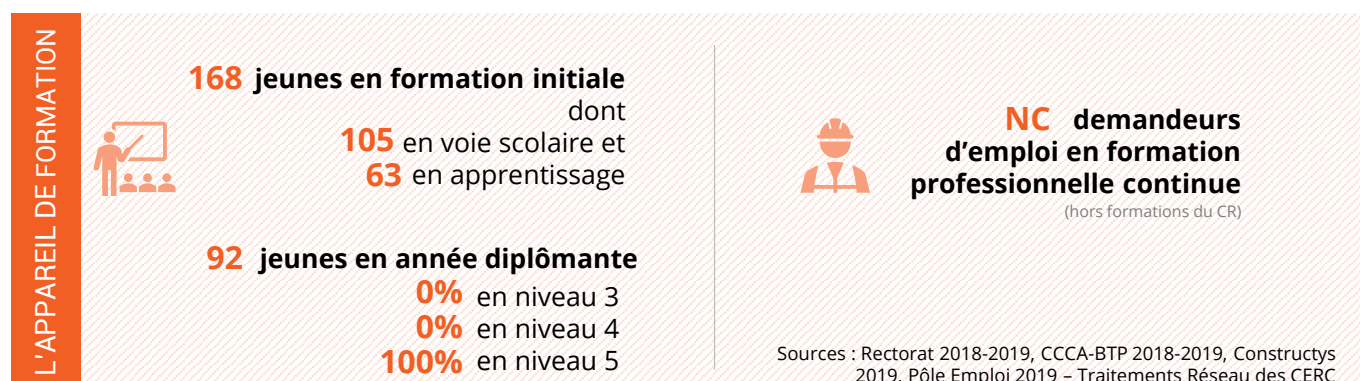 L'APPAREIL DE FORMATION
168 jeunes en formation initiale
dont
105 en voie scolaire et
63 en apprentissage
92 jeunes en année diplômante
0% en niveau 3
0% en niveau 4
100% en niveau 5
NC demandeurs
d’emploi en formation
professionnelle continue
(hors formations du CR)
Sources : Rectorat 2018-2019, CCCA-BTP 2018-2019, Constructys
2019, Pôle Emploi 2019 – Traitements Réseau des CERC